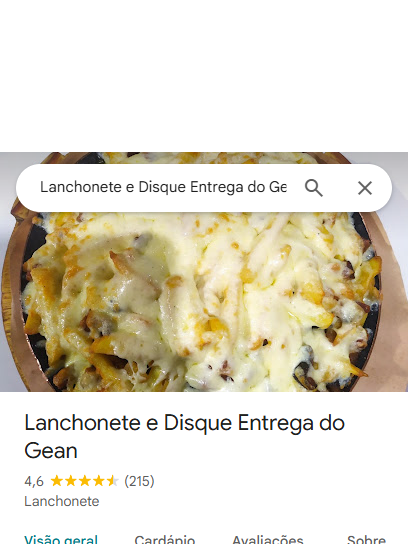 Lanchonete e Disque Entrega do Ge
Lanchonete e Disque Entrega do
Gean
4,6 (215)
Lanchonete
Visão geral Cardápio Avaliações Sobre